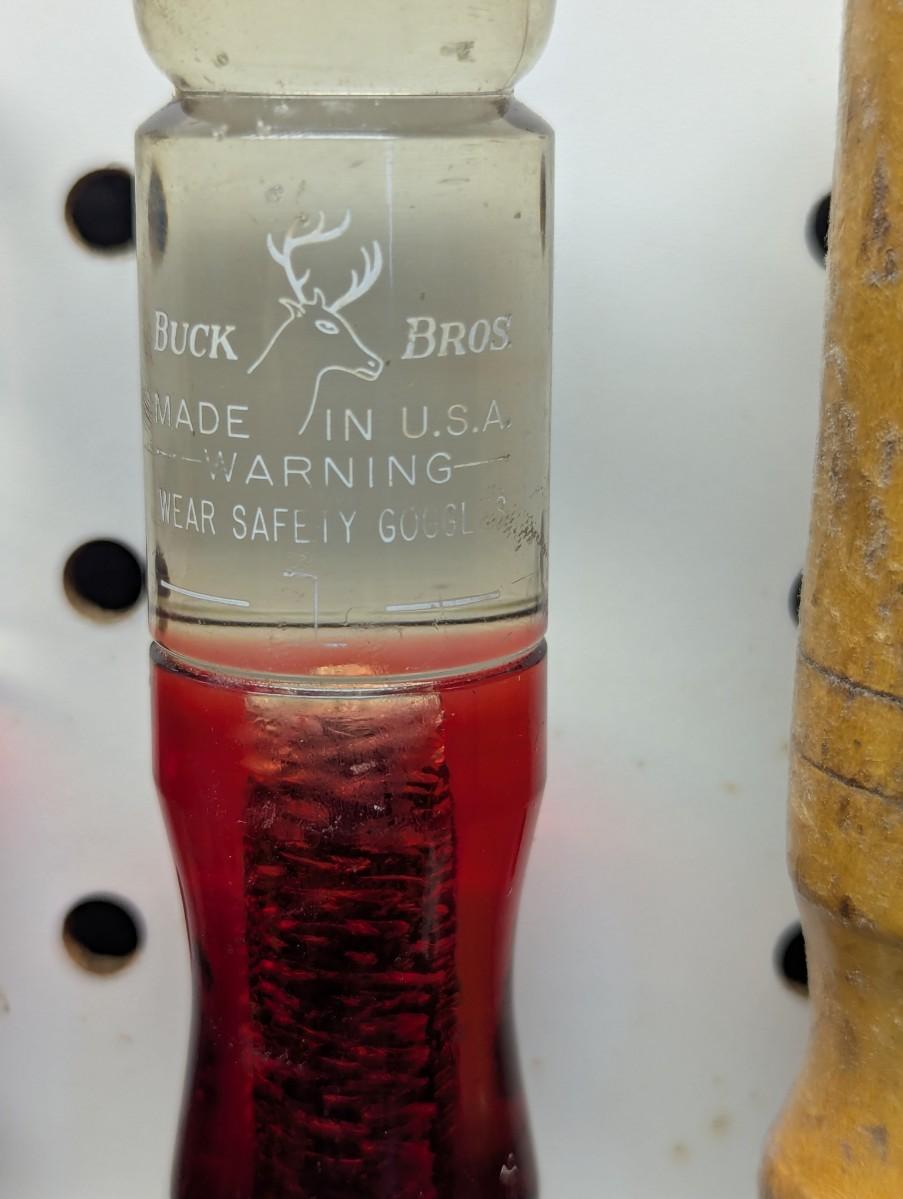 BUCK BROS.
MADE IN U.S.A.
WARNING
WEAR SAFETY GOGGLES